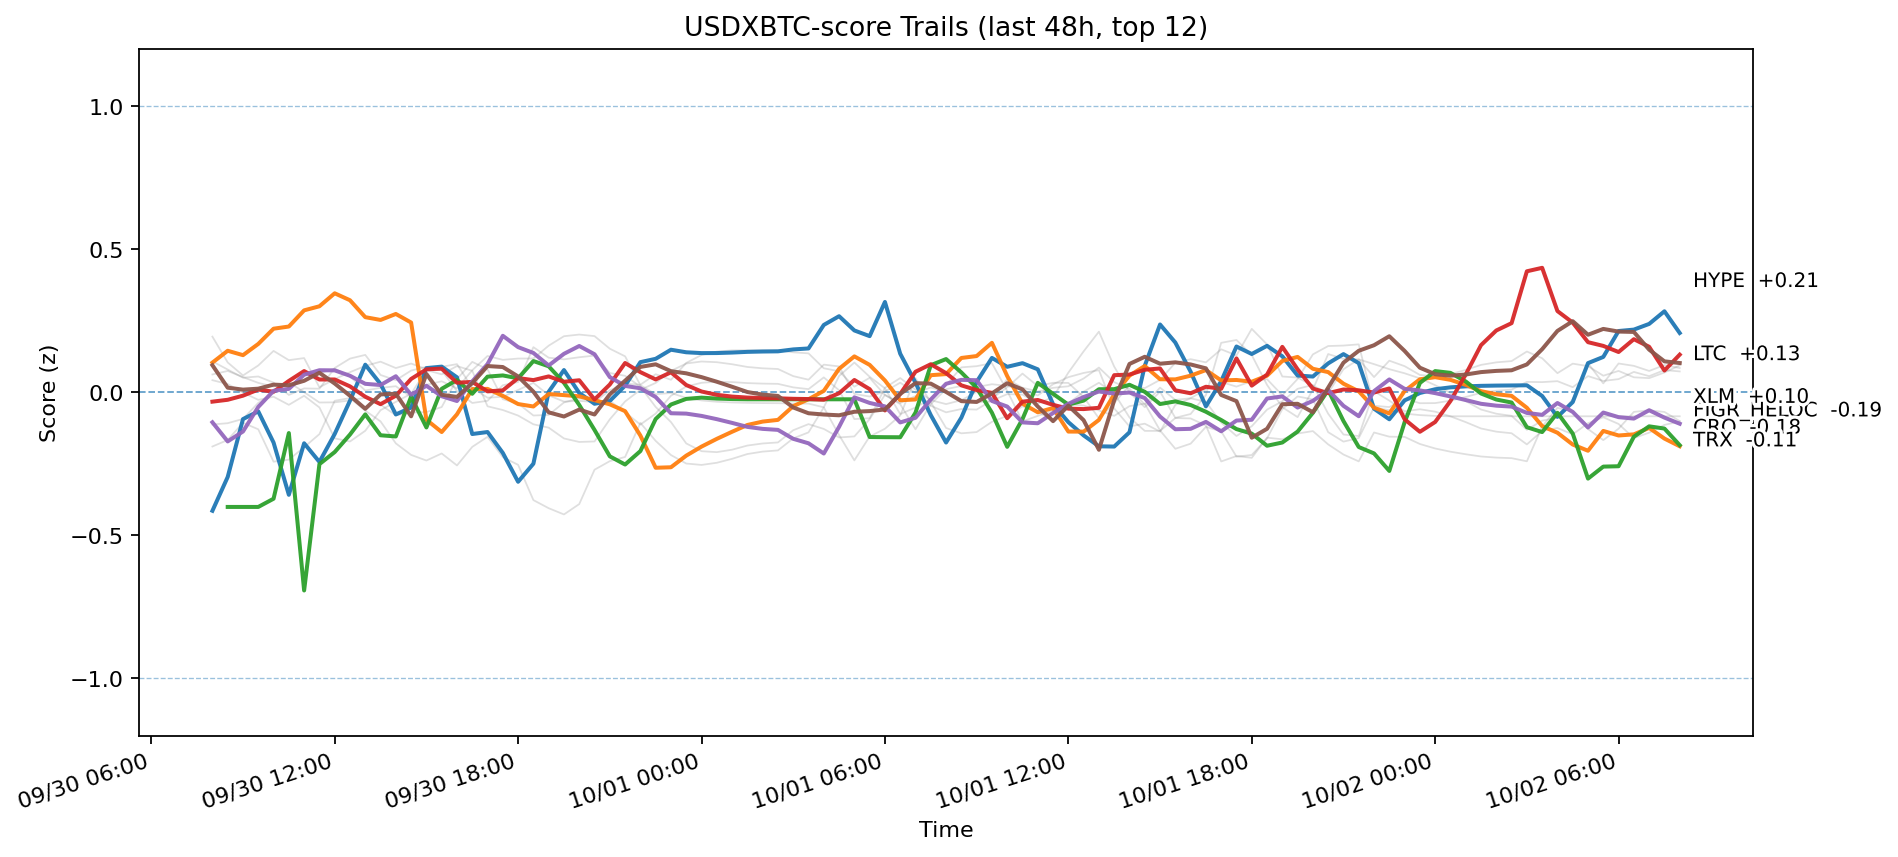 USDXBTC-score Trails (last 48h, top 12)
Score (z)
1.0
0.5
0.0
−0.5
−1.0
HYPE +0.21
LTC +0.13
XLM +0.10
FIGR_HELOC -0.19
CRO -0.18
TRX -0.11
09/30 06:00
09/30 12:00
09/30 18:00
10/01 00:00
10/01 06:00
10/01 12:00
10/01 18:00
10/02 00:00
10/02 06:00
Time